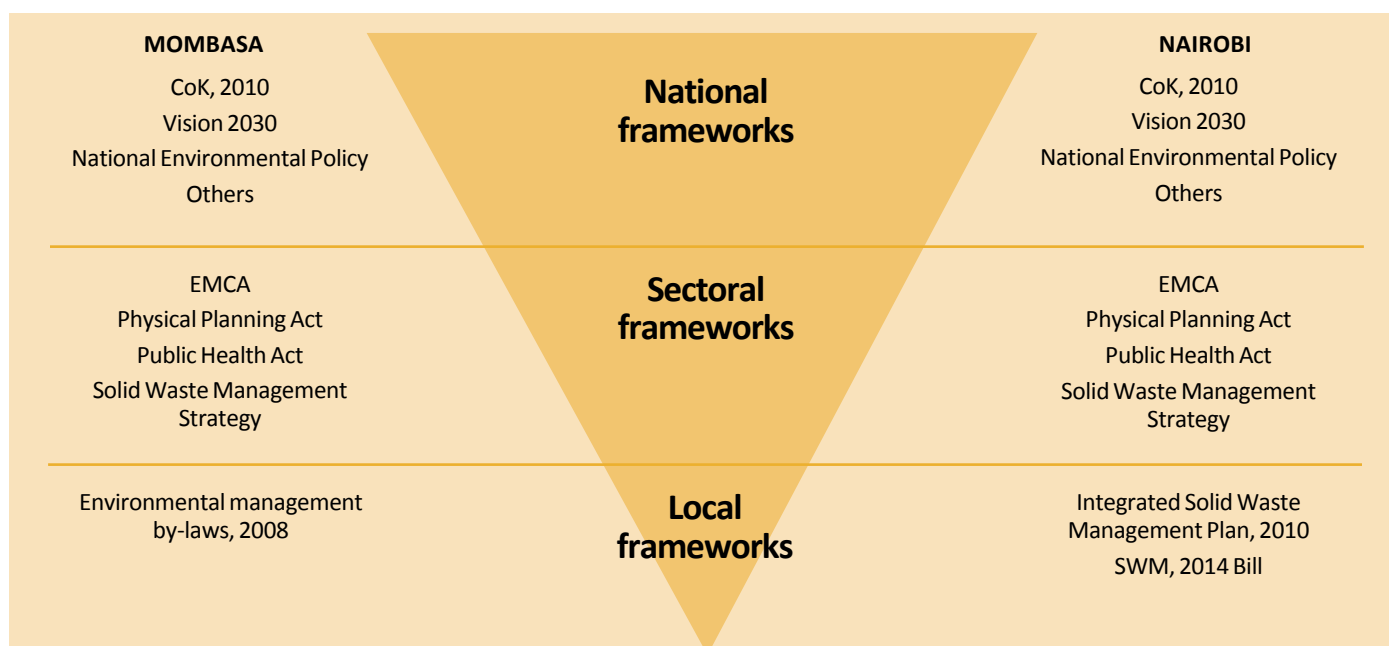 MOMBASA
CoK, 2010
Vision 2030
National Environmental Policy
Others
National
frameworks
NAIROBI
CoK, 2010
Vision 2030
National Environmental Policy
Others
EMCA
Physical Planning Act
Public Health Act
Solid Waste Management
Strategy
Sectoral
frameworks
EMCA
Physical Planning Act
Public Health Act
Solid Waste Management
Strategy
Environmental management
by-laws, 2008
Local
frameworks
Integrated Solid Waste
Management Plan, 2010
SWM, 2014 Bill